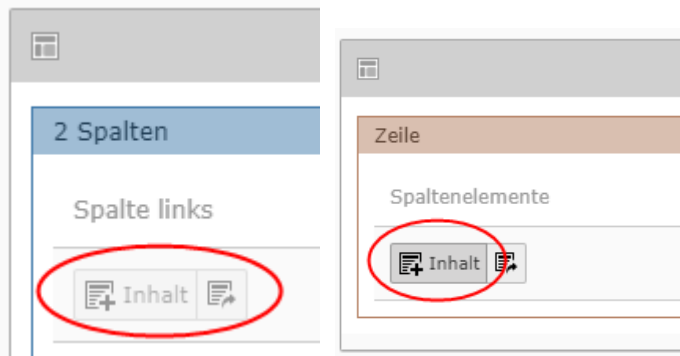 2 Spalten
Spalte links
Inhalt
Zeile
Spaltenelemente
Inhalt